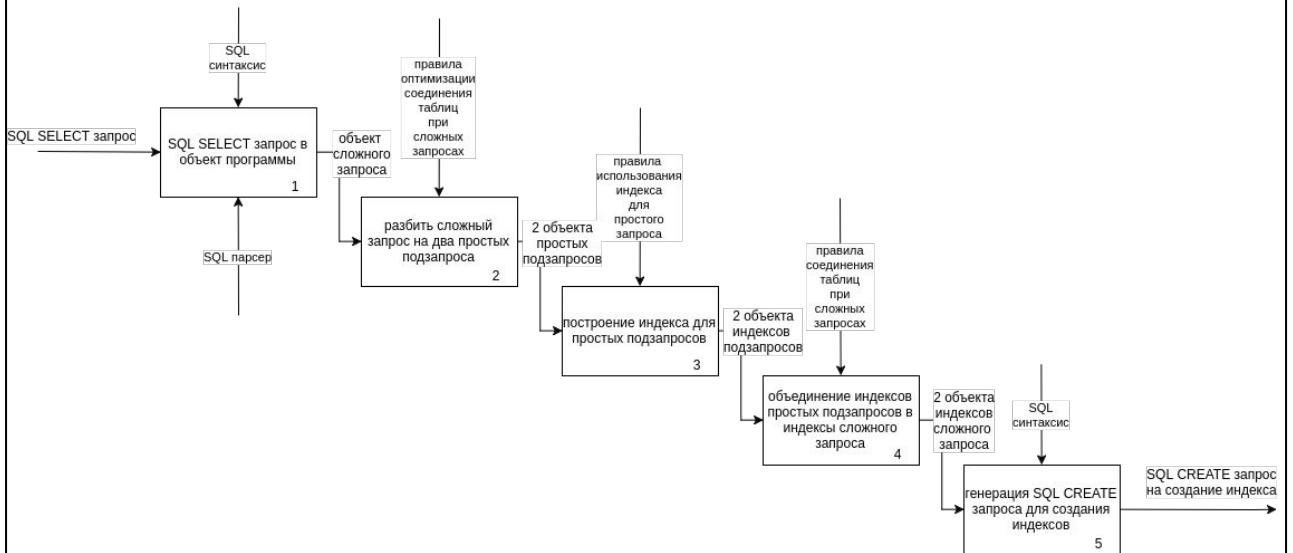 SQL
синтаксис
SQL SELECT запрос
SQL SELECT запрос в
объект программы
1
SQL парсер
объект
сложного
запроса
правила
оптимизации
соединения
таблиц
при
сложных
запросах
разбить сложный
запрос на два простых
подзапроса
2
2 объекта
простых
подзапросов
правила
использования
индекса
для
простого
запроса
построение индекса для
простых подзапросов
3
2 объекта
индексов
подзапросов
правила
соединения
таблиц
при
сложных
запросах
объединение индексов
простых подзапросов в
индексы сложного
запроса
4
2 объекта
индексов
сложного
запроса
SQL
синтаксис
генерация SQL CREATE
запроса для создания
индексов
5
SQL CREATE запрос
на создание индекса